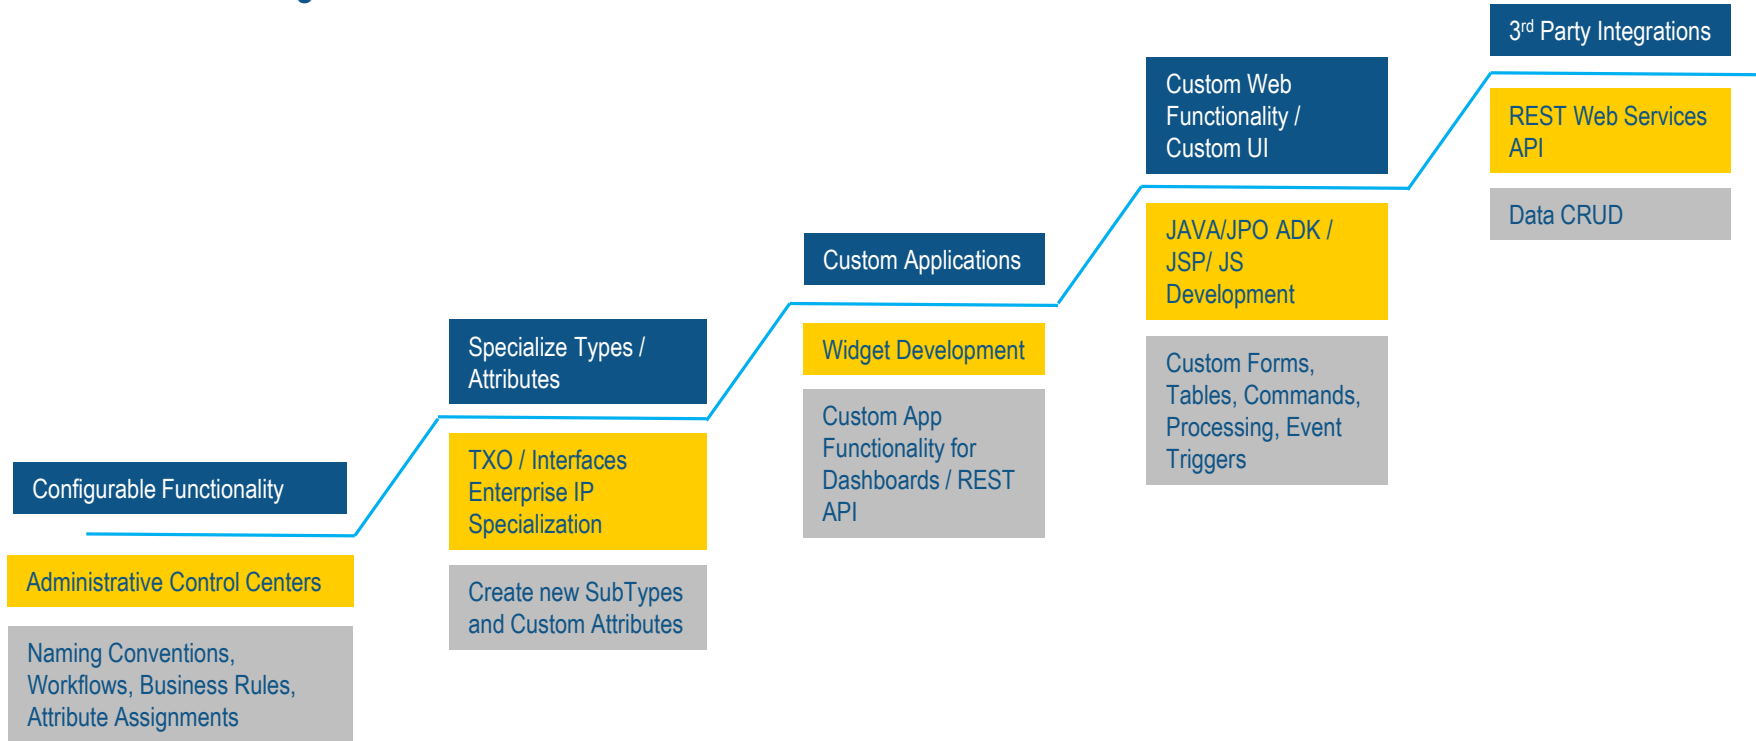 Configurable Functionality
Administrative Control Centers
Naming Conventions,
Workflows, Business Rules,
Attribute Assignments
Specialize Types /
Attributes
TXO / Interfaces
Enterprise IP
Specialization
Create new SubTypes
and Custom Attributes
Custom Applications
Widget Development
Custom App
Functionality for
Dashboards / REST
API
Custom Web
Functionality /
Custom UI
JAVA/JPO ADK /
JSP/ JS
Development
Custom Forms,
Tables, Commands,
Processing, Event
Triggers
3rd Party Integrations
REST Web Services
API
Data CRUD